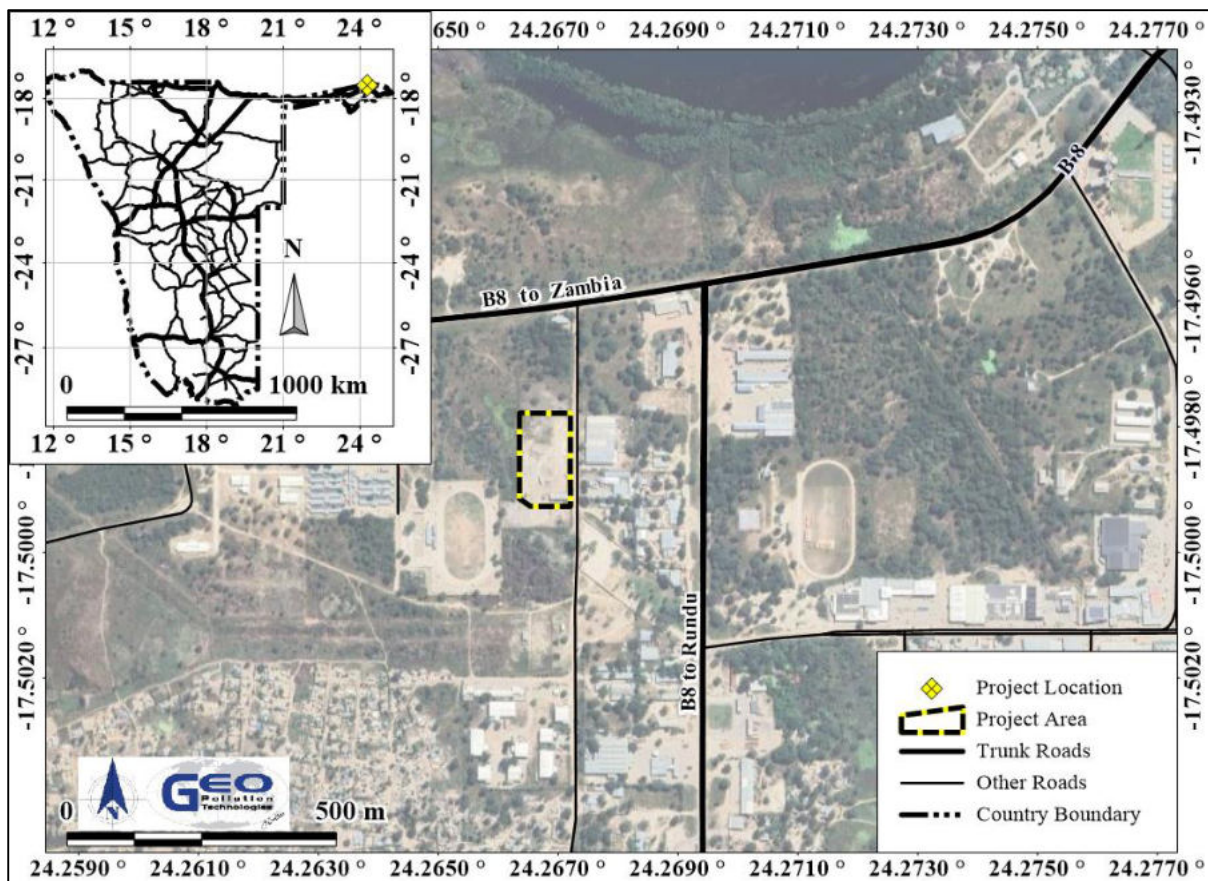 12 ° 15 ° 18 ° 21 ° 24 °
650 ° 24.2670 ° 24.2690 ° 24.2710 ° 24.2730 ° 24.2750 ° 24.2770 °
-18 ° -18 °
-21 ° -21 °
-24 ° -24 °
-27 ° -27 °
N
0 1000 km
12 ° 15 ° 18 ° 21 ° 24 °
B8
B8 to Zambia
B8 to Rundu
-17.4930 °
-17.4960 °
-17.4980 °
-17.5000 °
-17.5020 °
-17.5000 °
-17.5020 °
Project Location
Project Area
Trunk Roads
Other Roads
Country Boundary
GEO
Pollution
Technologies
0 500 m
24.2590 ° 24.2610 ° 24.2630 ° 24.2650 ° 24.2670 ° 24.2690 ° 24.2710 ° 24.2730 ° 24.2750 ° 24.2770 °